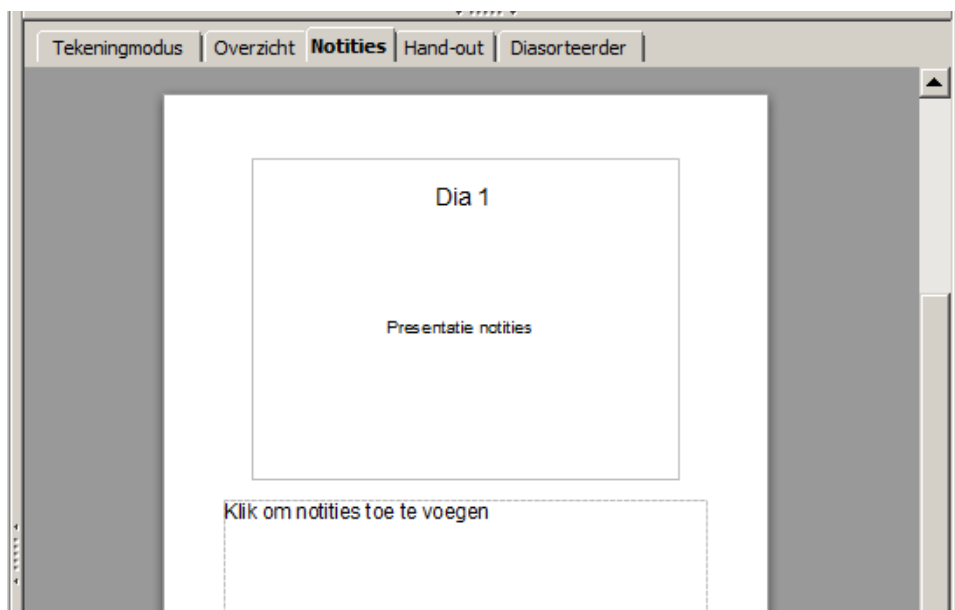 Tekeningmodus Overzicht Notities Hand-out Diasorteerder
Dia 1
Presentatie notities
Klik om notities toe te voegen